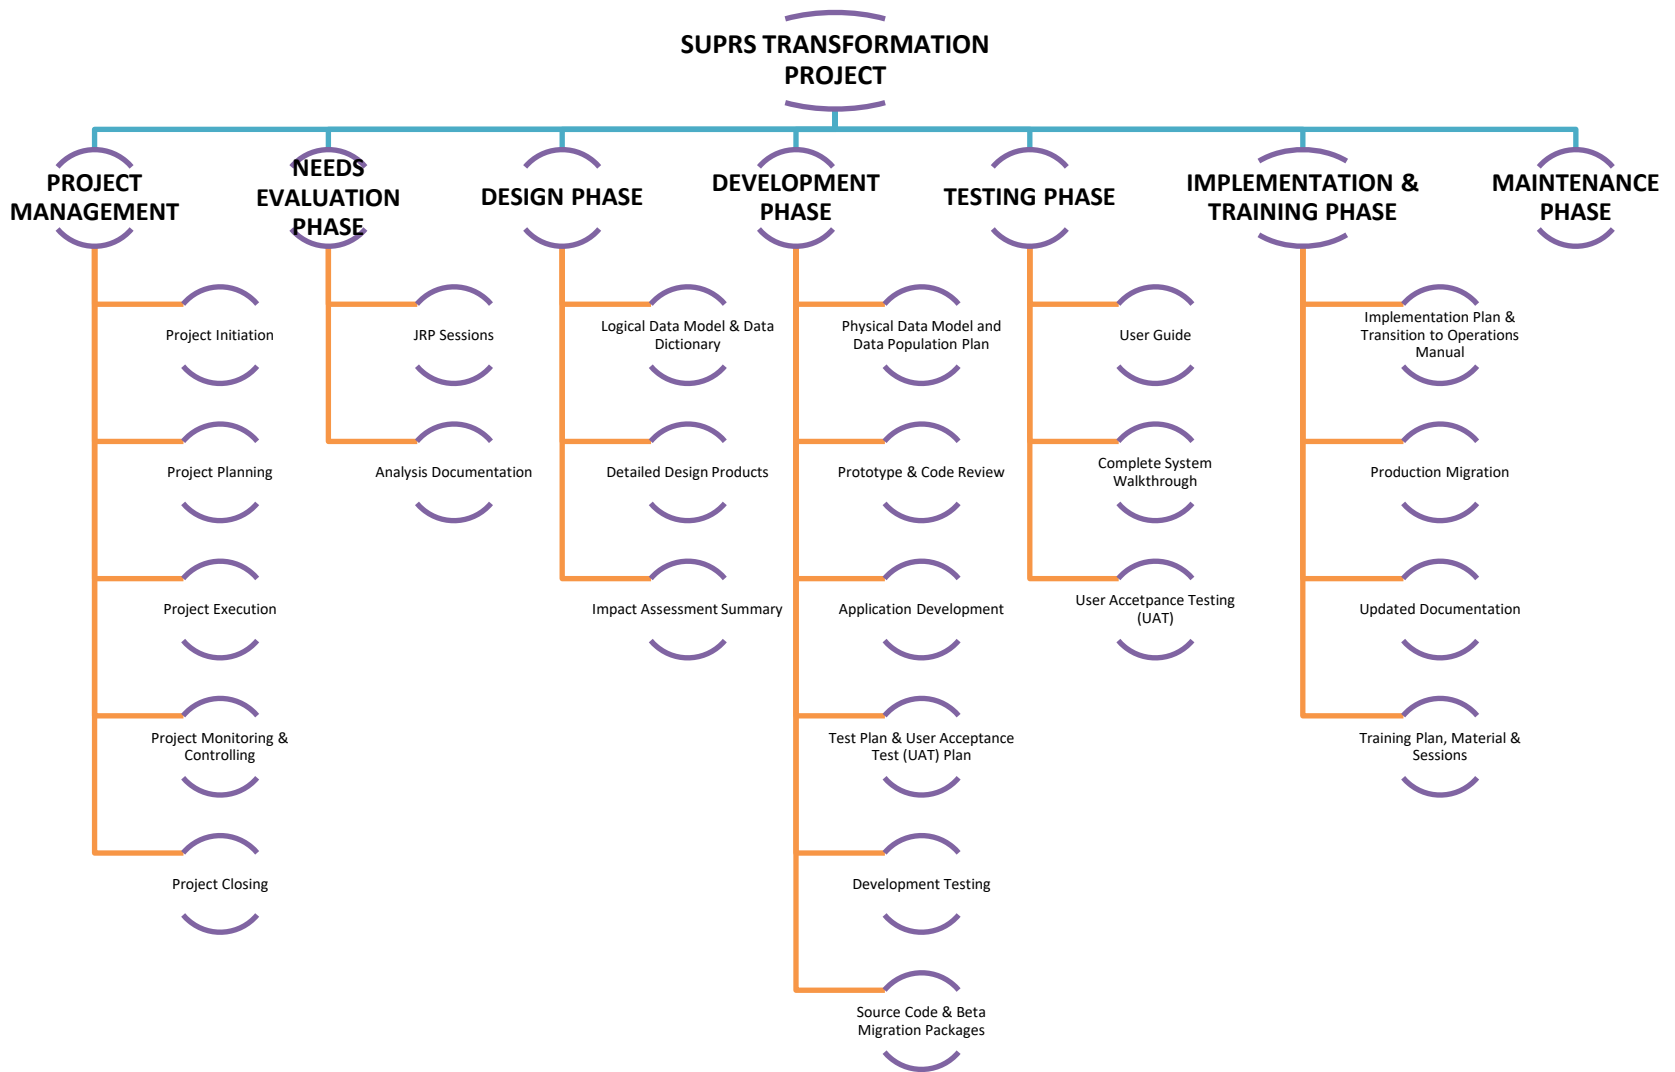 SUPRS TRANSFORMATION
PROJECT
PROJECT
MANAGEMENT
NEEDS
EVALUATION
PHASE
DESIGN PHASE
DEVELOPMENT
PHASE
TESTING PHASE
IMPLEMENTATION &
TRAINING PHASE
MAINTENANCE
PHASE
Project Initiation
Project Planning
Project Execution
Project Monitoring &
Controlling
Project Closing
JRP Sessions
Analysis Documentation
Logical Data Model & Data
Dictionary
Detailed Design Products
Impact Assessment Summary
Physical Data Model and
Data Population Plan
Prototype & Code Review
Application Development
Test Plan & User Acceptance
Test (UAT) Plan
Development Testing
Source Code & Beta
Migration Packages
User Guide
Complete System
Walkthrough
User Accetpance Testing
(UAT)
Implementation Plan &
Transition to Operations
Manual
Production Migration
Updated Documentation
Training Plan, Material &
Sessions